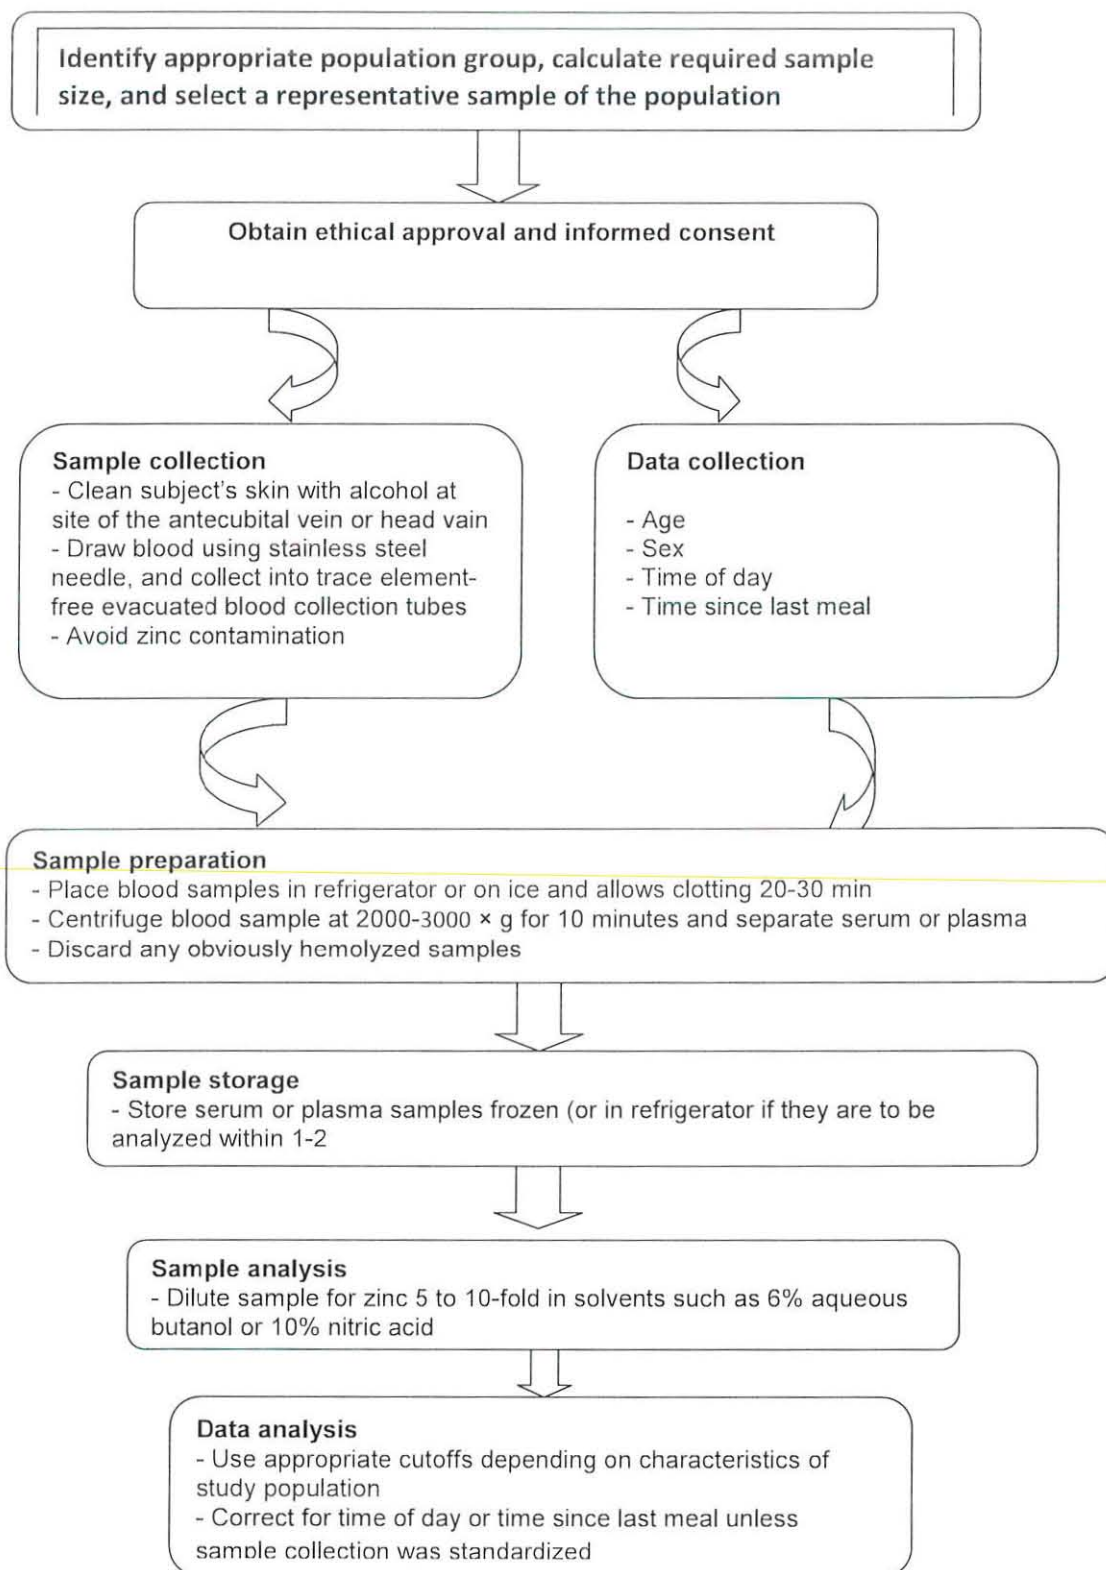 Identify appropriate population group, calculate required sample
size, and select a representative sample of the population
Obtain ethical approval and informed consent
Sample collection
- Clean subject's skin with alcohol at
site of the antecubital vein or head vain
- Draw blood using stainless steel
needle, and collect into trace element-
free evacuated blood collection tubes
- Avoid zinc contamination
Data collection
- Age
- Sex
- Time of day
- Time since last meal
Sample preparation
- Place blood samples in refrigerator or on ice and allows clotting 20-30 min
- Centrifuge blood sample at 2000-3000 × g for 10 minutes and separate serum or plasma
- Discard any obviously hemolyzed samples
Sample storage
- Store serum or plasma samples frozen (or in refrigerator if they are to be
analyzed within 1-2
Sample analysis
- Dilute sample for zinc 5 to 10-fold in solvents such as 6% aqueous
butanol or 10% nitric acid
Data analysis
- Use appropriate cutoffs depending on characteristics of
study population
- Correct for time of day or time since last meal unless
sample collection was standardized